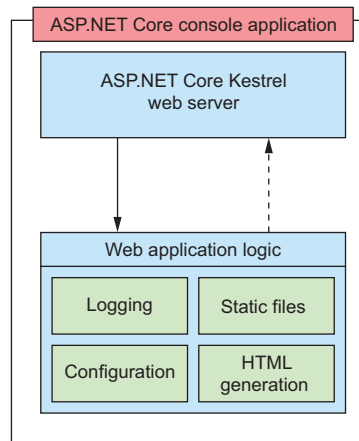 ASP.NET Core console application
ASP.NET Core Kestrel
web server
Web application logic
Logging
Static files
Configuration
HTML
generation